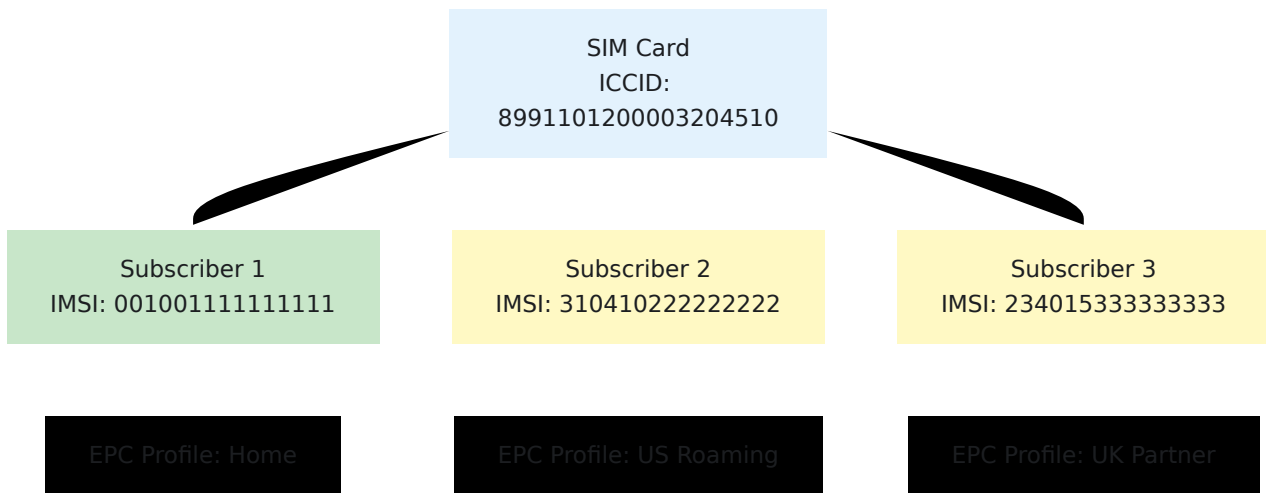 SIM Card
ICCID:
8991101200003204510
Subscriber 1
IMSI: 001001111111111
Subscriber 2
IMSI: 310410222222222
Subscriber 3
IMSI: 234015333333333
EPC Profile: Home
EPC Profile: US Roaming
EPC Profile: UK Partner